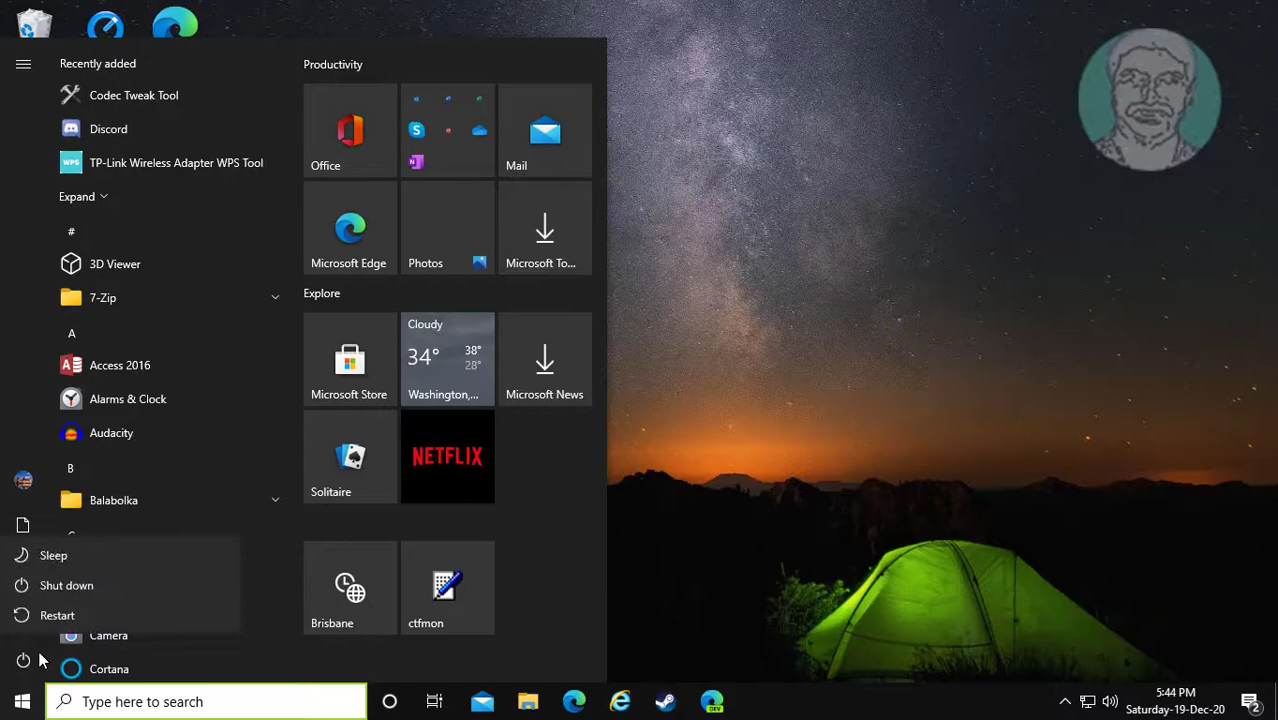 Recently added
Codec Tweak Tool
Discord
WPS
TP-Link Wireless Adapter WPS Tool
Expand
#
3D Viewer
7-Zip
A
Access 2016
Alarms & Clock
Audacity
B
Balabolka
Sleep
Shut down
Restart
Camera
Cortana
Productivity
Office
Mail
Microsoft Edge
Photos
Microsoft To...
Explore
Microsoft Store
Cloudy
34° 38°
28°
Washington,...
Microsoft News
Solitaire
NETFLIX
Brisbane
ctfmon
Type here to search
DEV
5:44 PM
Saturday-19-Dec-20
2